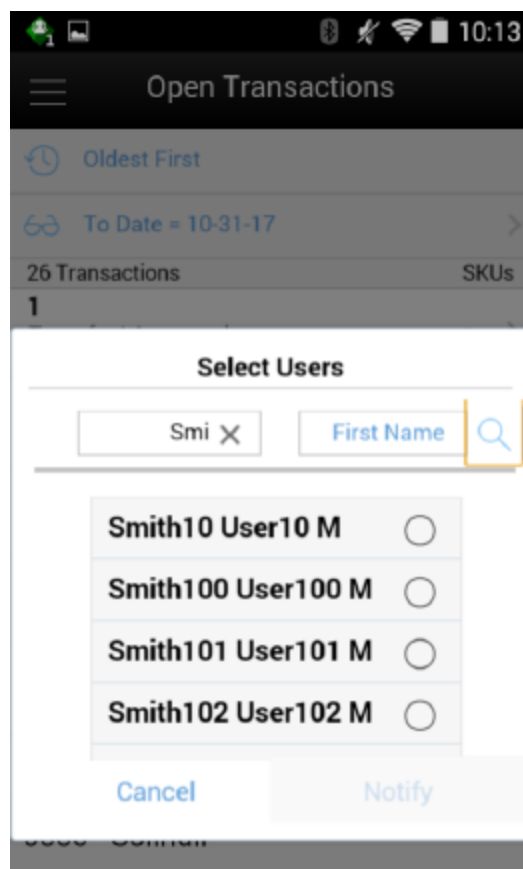 1 10:13
Open Transactions
Oldest First
To Date = 10-31-17
26 Transactions SKUs
1
Select Users
Smi First Name
Smith10 User10 M
Smith100 User100 M
Smith101 User101 M
Smith102 User102 M
Cancel Notify